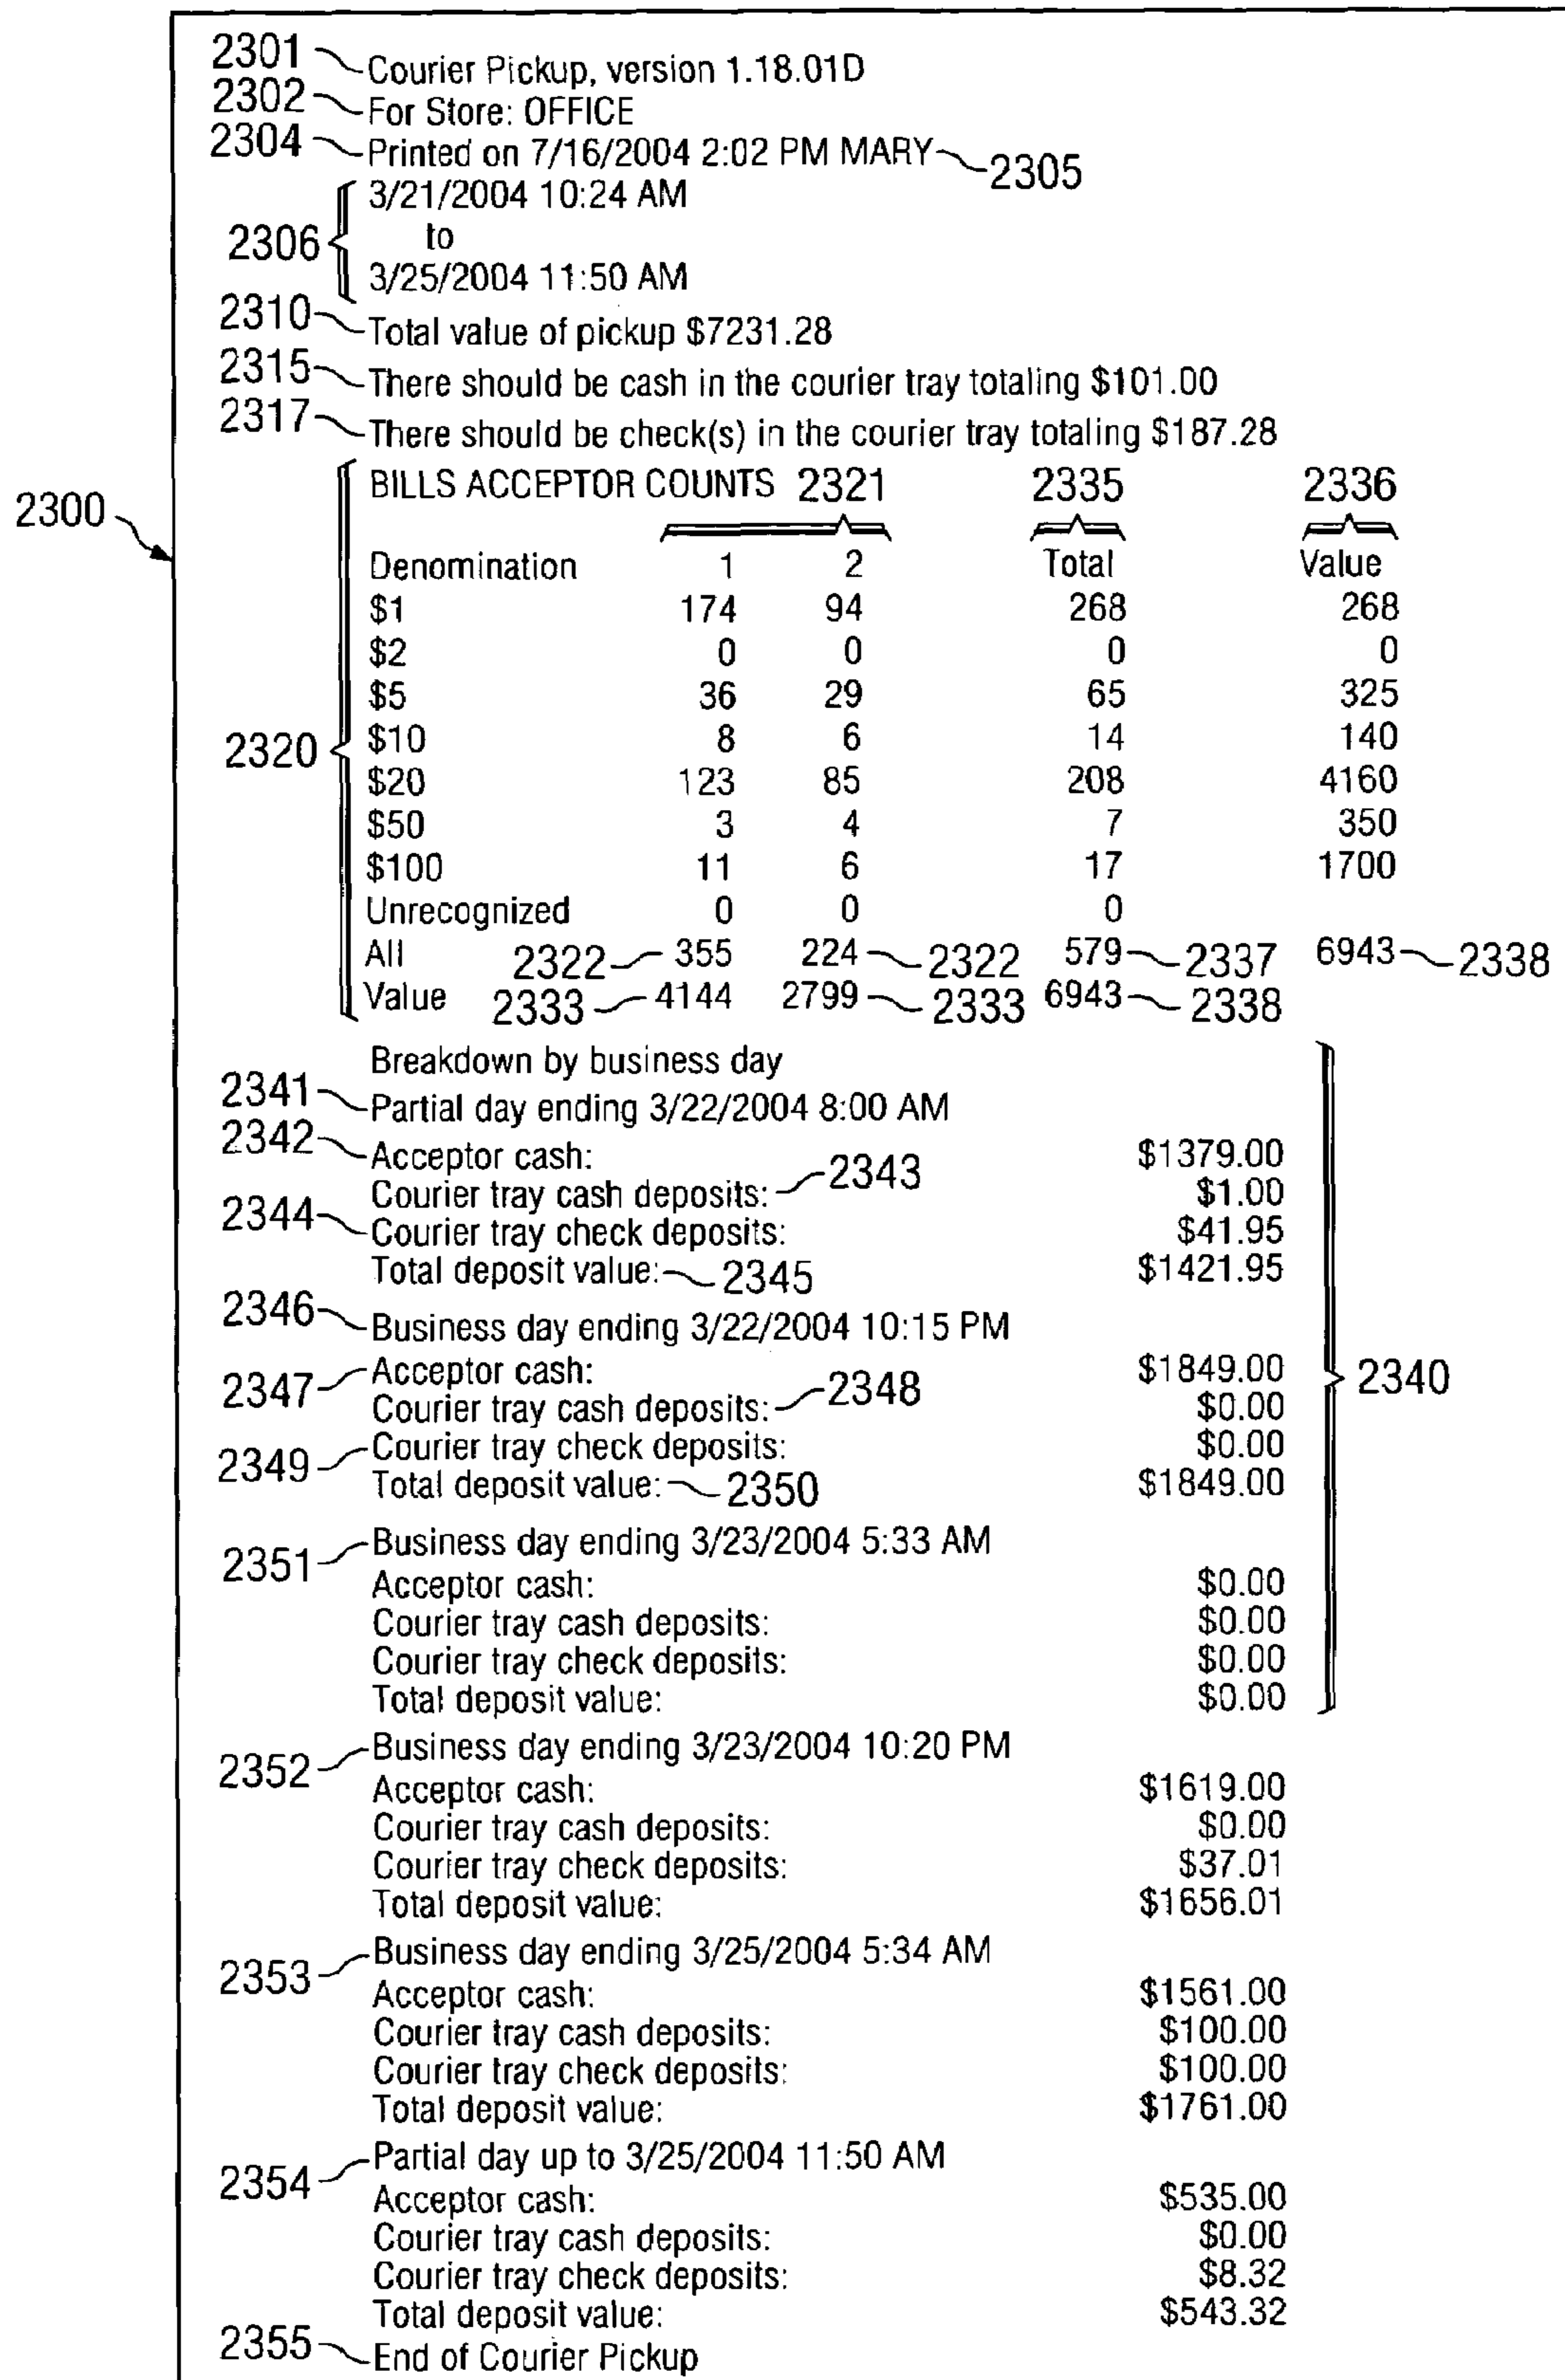 2301 Courier Pickup, version 1.18.01D
2302 For Store: OFFICE
2304 Printed on 7/16/2004 2:02 PM MARY 2305
3/21/2004 10:24 AM
2306 to
3/25/2004 11:50 AM
2310 Total value of pickup $7231.28
2315 There should be cash in the courier tray totaling $101.00
2317 There should be check(s) in the courier tray totaling $187.28
BILLS ACCEPTOR COUNTS 2321 2335 2336
2300
Denomination 1 2 Total Value
$1 174 94 268 268
$2 0 0 0 0
$5 36 29 65 325
2320 $10 8 6 14 140
$20 123 85 208 4160
$50 3 4 7 350
$100 11 6 17 1700
Unrecognized 0 0 0
All 2322 355 224 2322 579 2337 6943 2338
Value 2333 4144 2799 2333 6943 2338
Breakdown by business day
2341 Partial day ending 3/22/2004 8:00 AM
2342 Acceptor cash: $1379.00
Courier tray cash deposits: 2343 $1.00
2344 Courier tray check deposits: $41.95
Total deposit value: 2345 $1421.95
2346 Business day ending 3/22/2004 10:15 PM
2347 Acceptor cash: $1849.00 2340
Courier tray cash deposits: 2348 $0.00
2349 Courier tray check deposits: $0.00
Total deposit value: 2350 $1849.00
2351 Business day ending 3/23/2004 5:33 AM
Acceptor cash: $0.00
Courier tray cash deposits: $0.00
Courier tray check deposits: $0.00
Total deposit value: $0.00
2352 Business day ending 3/23/2004 10:20 PM
Acceptor cash: $1619.00
Courier tray cash deposits: $0.00
Courier tray check deposits: $37.01
Total deposit value: $1656.01
2353 Business day ending 3/25/2004 5:34 AM
Acceptor cash: $1561.00
Courier tray cash deposits: $100.00
Courier tray check deposits: $100.00
Total deposit value: $1761.00
2354 Partial day up to 3/25/2004 11:50 AM
Acceptor cash: $535.00
Courier tray cash deposits: $0.00
Courier tray check deposits: $8.32
Total deposit value: $543.32
2355 End of Courier Pickup